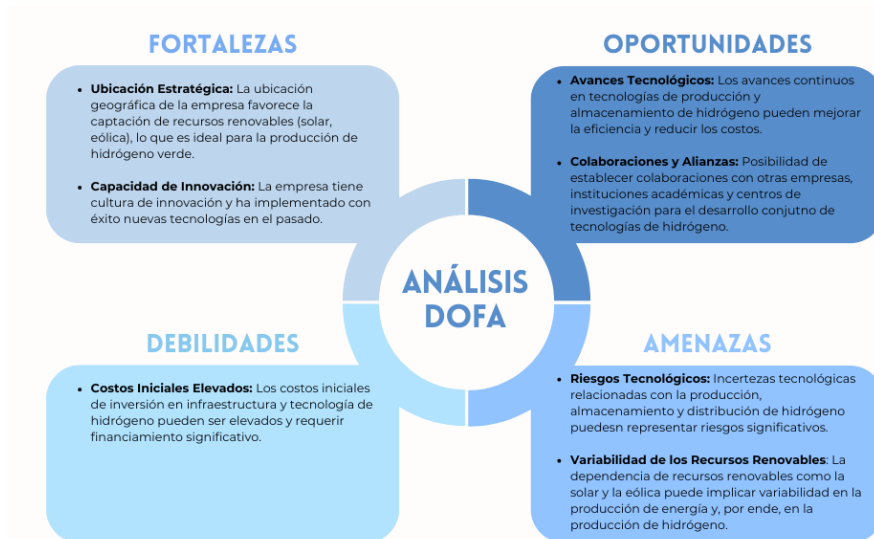 FORTALEZAS
• Ubicación Estratégica: La ubicación
geográfica de la empresa favorece la
captación de recursos renovables (solar,
eólica), lo que es ideal para la producción de
hidrógeno verde.
• Capacidad de Innovación: La empresa tiene
cultura de innovación y ha implementado con
éxito nuevas tecnologías en el pasado.
OPORTUNIDADES
• Avances Tecnológicos: Los avances continuos
en tecnologías de producción y
almacenamiento de hidrógeno pueden mejorar
la eficiencia y reducir los costos.
• Colaboraciones y Alianzas: Posibilidad de
establecer colaboraciones con otras empresas,
instituciones académicas y centros de
investigación para el desarrollo conjutno de
tecnologías de hidrógeno.
ANÁLISIS
DOFA
DEBILIDADES
• Costos Iniciales Elevados: Los costos iniciales
de inversión en infraestructura y tecnología de
hidrógeno pueden ser elevados y requerir
financiamiento significativo.
AMENAZAS
• Riesgos Tecnológicos: Incertezas tecnológicas
relacionadas con la producción,
almacenamiento y distribución de hidrógeno
puedesn representar riesgos significativos.
• Variabilidad de los Recursos Renovables: La
dependencia de recursos renovables como la
solar y la eólica puede implicar variabilidad en la
producción de energía y, por ende, en la
producción de hidrógeno.